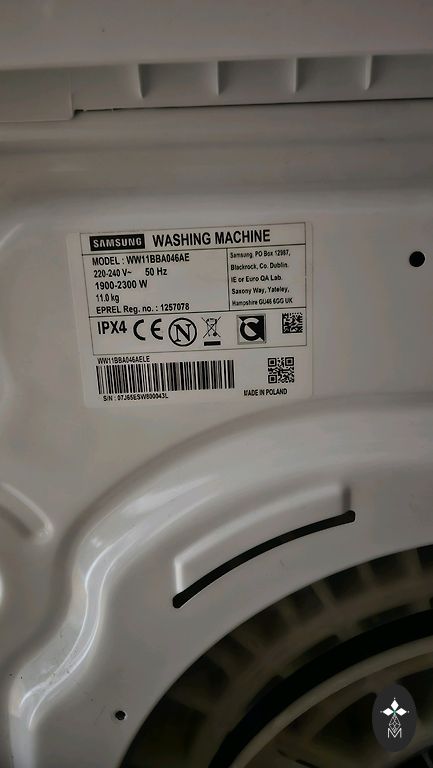 SAMSUNG WASHING MACHINE
MODEL : WW11BBA046AE
220-240 V~ 50 Hz
1900-2300 W
11.0 kg
EPREL Reg. no. : 1257078
Samsung, PO Box 12987,
Blackrock, Co. Dublin.
IE or Euro QA Lab.
Saxony Way, Yateley,
Hampshire GU46 6GG UK
IPX4 CE N
WW11BBA046AELE
S/N : 07J65ESW800043L
MADE IN POLAND
M